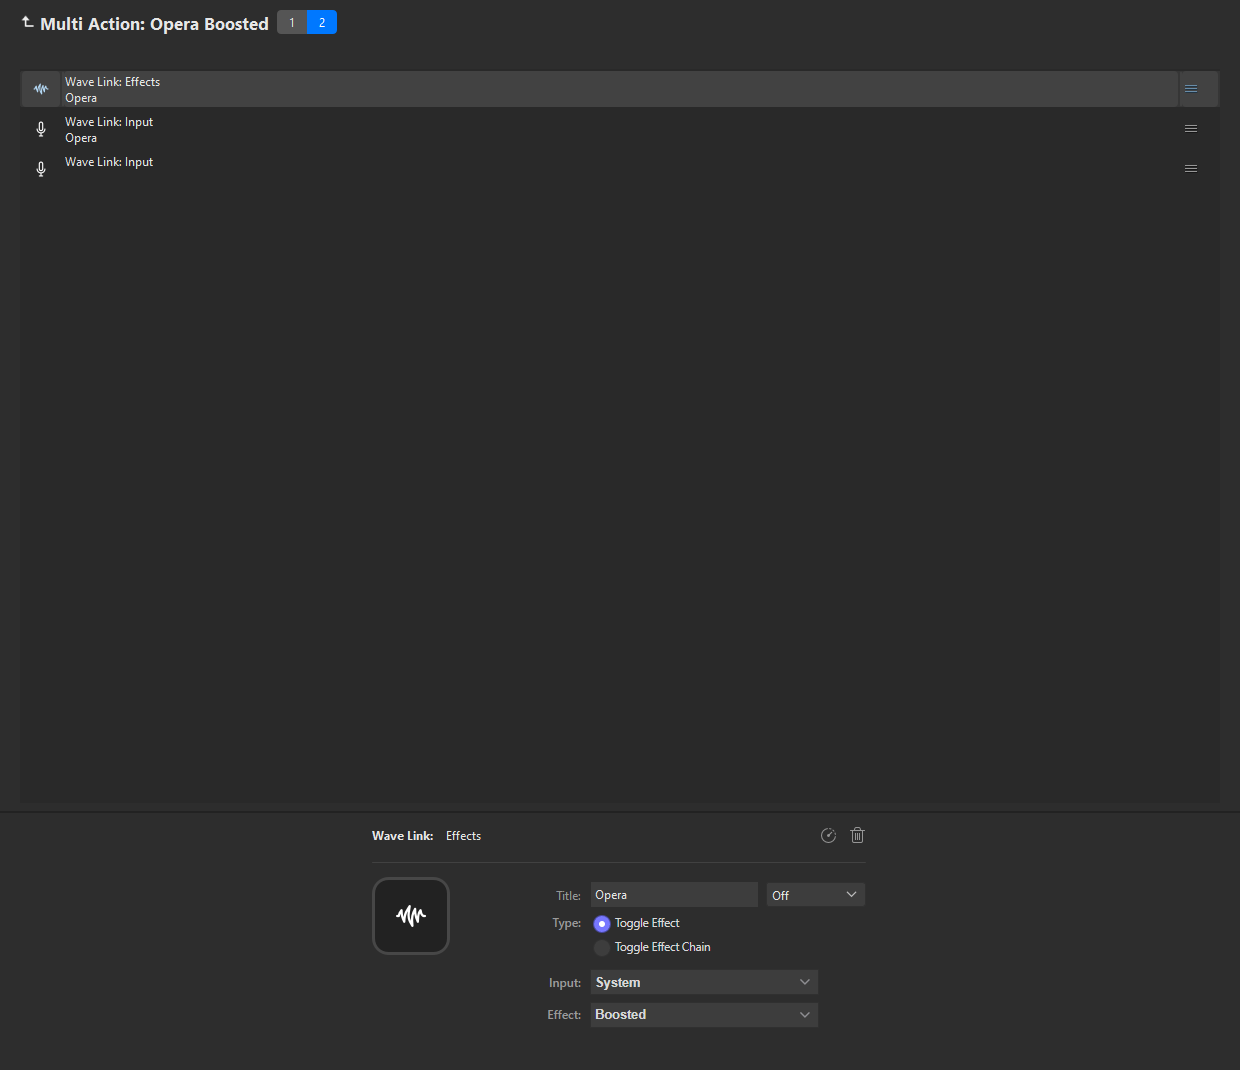 Multi Action: Opera Boosted 1 2
Wave Link: Effects
Opera
Wave Link: Input
Opera
Wave Link: Input
Wave Link: Effects
Title: Opera Off
Type: Toggle Effect
Toggle Effect Chain
Input: System
Effect: Boosted